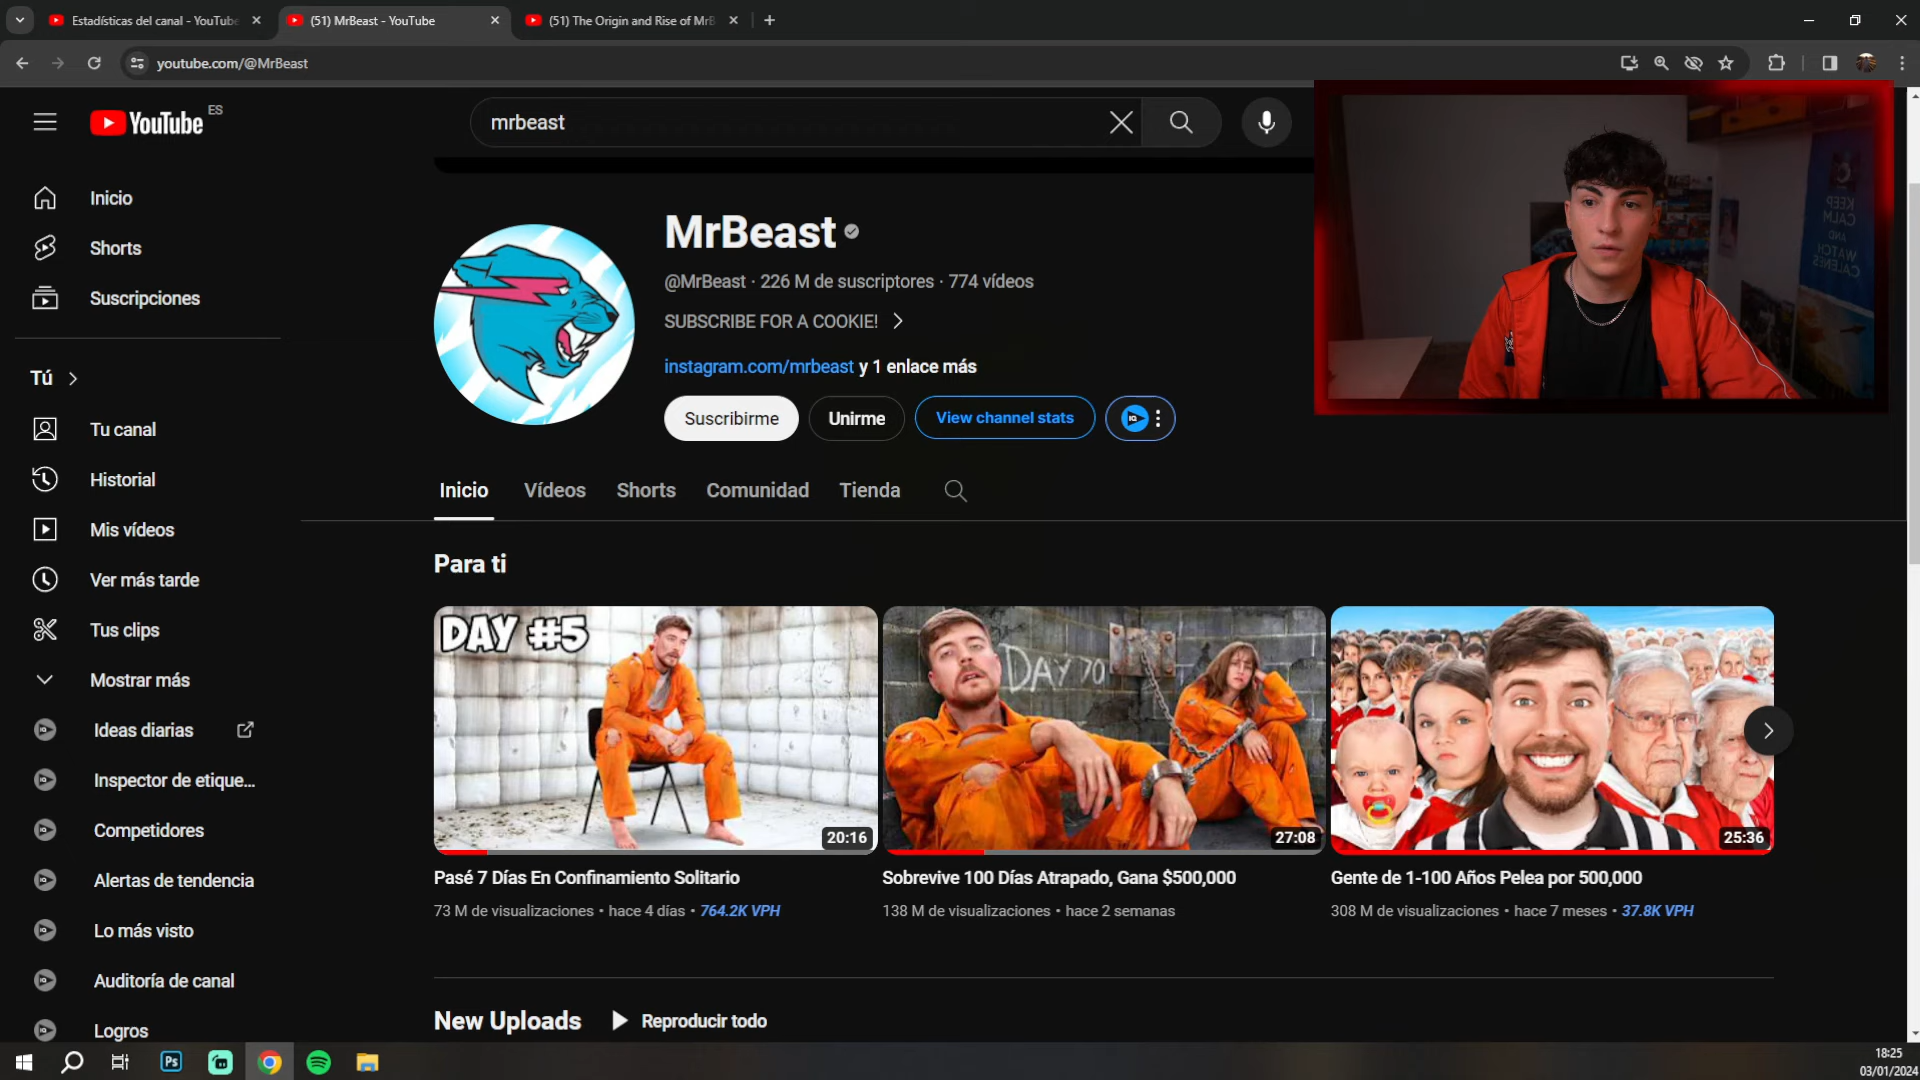 Estadísticas del canal - YouTube
(51) MrBeast - YouTube
(51) The Origin and Rise of MrB
youtube.com/@MrBeast
YouTube ES
mrbeast
KEEP
CALM
AND
WATCH
CALENES
Inicio
Shorts
Suscripciones
Tú
Tu canal
Historial
Mis vídeos
Ver más tarde
Tus clips
Mostrar más
Ideas diarias
Inspector de etique...
Competidores
Alertas de tendencia
Lo más visto
Auditoría de canal
Logros
MrBeast
@MrBeast · 226 M de suscriptores · 774 vídeos
SUBSCRIBE FOR A COOKIE!
instagram.com/mrbeast y 1 enlace más
Suscribirme
Unirme
View channel stats
IQ
Inicio
Vídeos
Shorts
Comunidad
Tienda
Para ti
DAY #5
20:16
DAY 70
27:08
25:36
Pasé 7 Días En Confinamiento Solitario
73 M de visualizaciones • hace 4 días • 764.2K VPH
Sobrevive 100 Días Atrapado, Gana $500,000
138 M de visualizaciones • hace 2 semanas
Gente de 1-100 Años Pelea por 500,000
308 M de visualizaciones • hace 7 meses • 37.8K VPH
New Uploads
Reproducir todo
Ps
18:25
03/01/2024